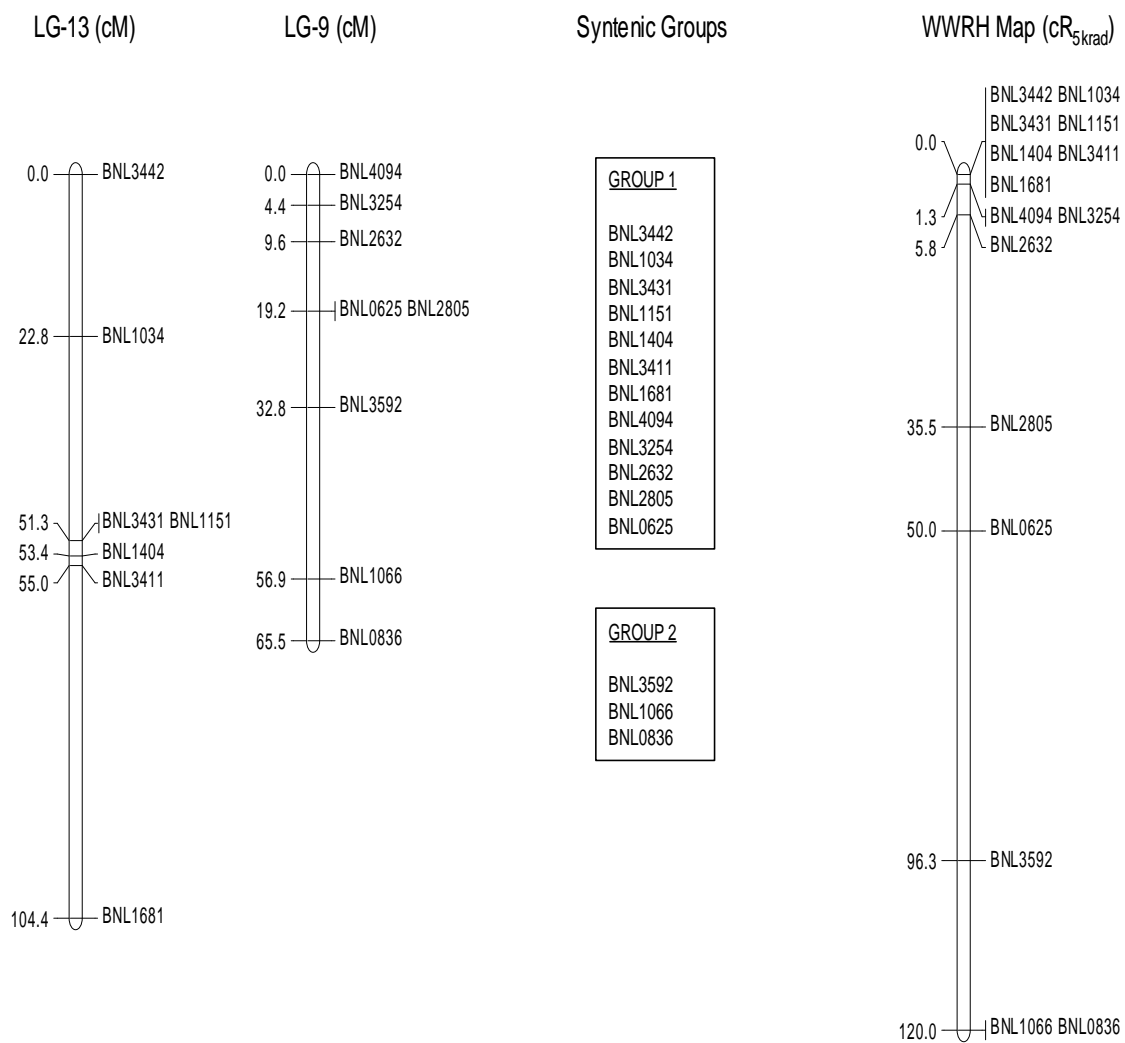 LG-13 (cM)
0.0 BNL3442
22.8 BNL1034
51.3 BNL3431 BNL1151
53.4 BNL1404
55.0 BNL3411
104.4 BNL1681
LG-9 (cM)
0.0 BNL4094
4.4 BNL3254
9.6 BNL2632
19.2 BNL0625 BNL2805
32.8 BNL3592
56.9 BNL1066
65.5 BNL0836
Syntenic Groups
GROUP 1
BNL3442
BNL1034
BNL3431
BNL1151
BNL1404
BNL3411
BNL1681
BNL4094
BNL3254
BNL2632
BNL2805
BNL0625
GROUP 2
BNL3592
BNL1066
BNL0836
WWRH Map (cR5krad)
BNL3442 BNL1034
BNL3431 BNL1151
0.0
BNL1404 BNL3411
BNL1681
1.3 BNL4094 BNL3254
5.8 BNL2632
35.5 BNL2805
50.0 BNL0625
96.3 BNL3592
120.0 BNL1066 BNL0836